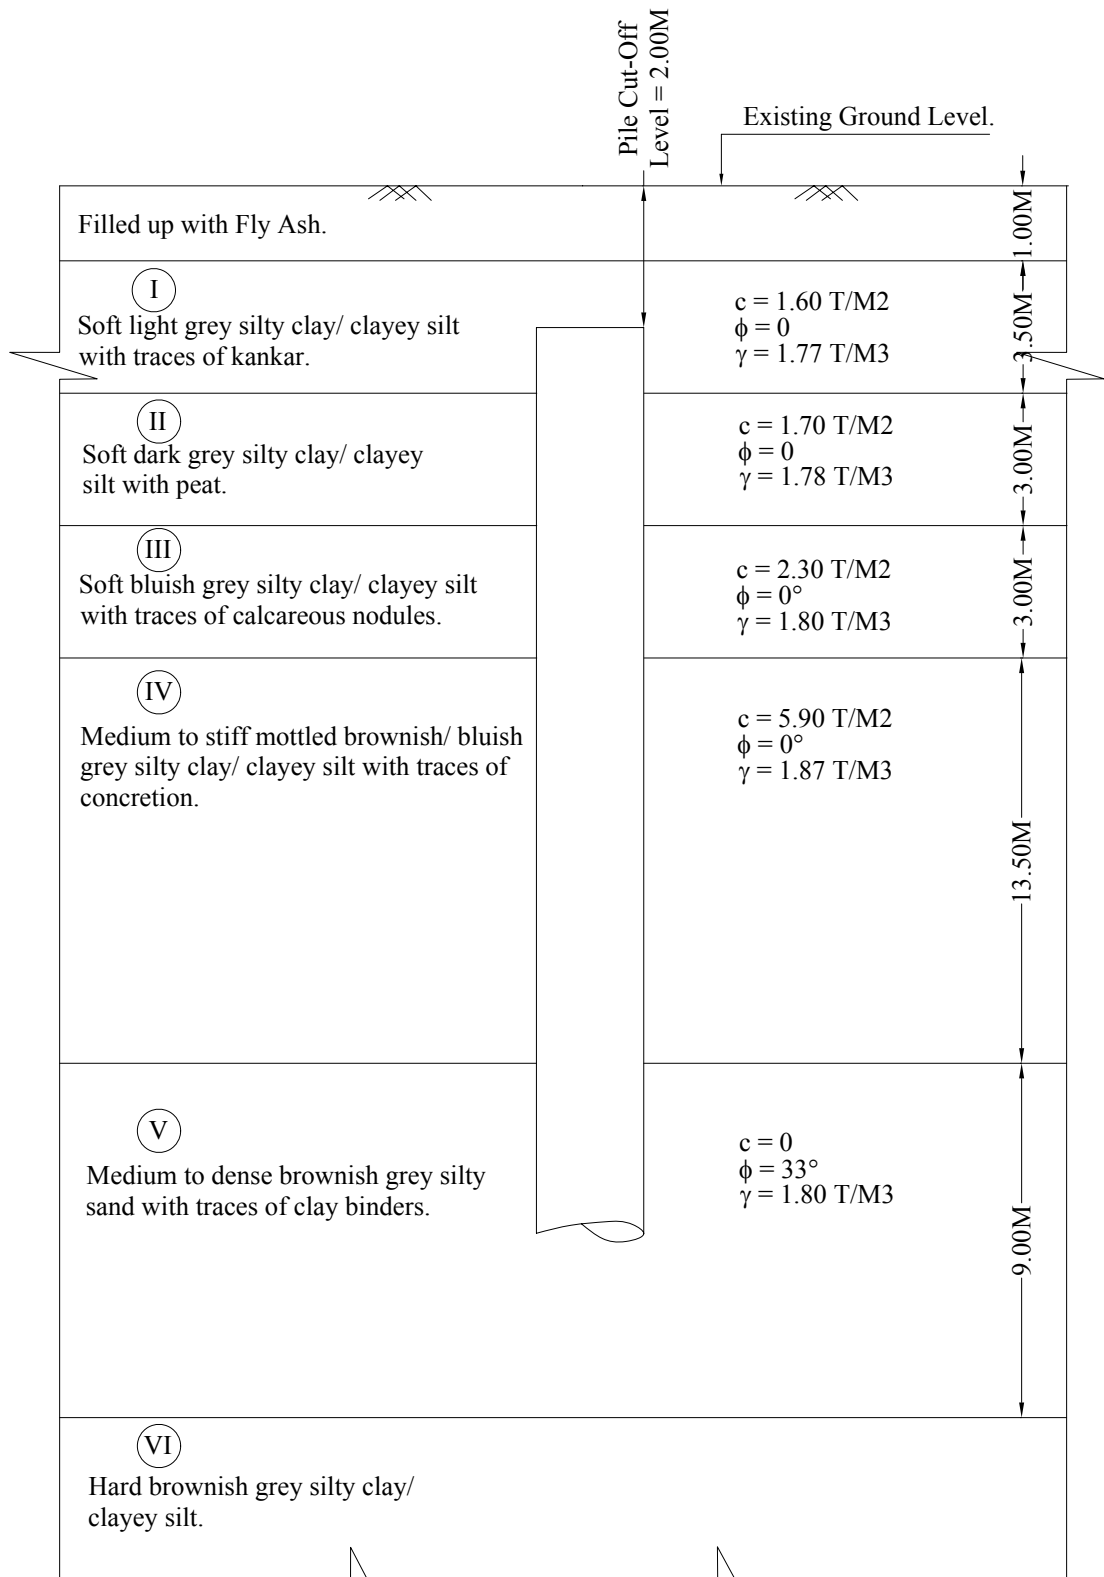 Pile Cut-Off
Level = 2.00M
Existing Ground Level.
Filled up with Fly Ash.
1.00M
I
Soft light grey silty clay/ clayey silt
with traces of kankar.
c = 1.60 T/M2
ϕ = 0
γ = 1.77 T/M3
3.50M
II
Soft dark grey silty clay/ clayey
silt with peat.
c = 1.70 T/M2
ϕ = 0
γ = 1.78 T/M3
3.00M
III
Soft bluish grey silty clay/ clayey silt
with traces of calcareous nodules.
c = 2.30 T/M2
ϕ = 0°
γ = 1.80 T/M3
3.00M
IV
Medium to stiff mottled brownish/ bluish
grey silty clay/ clayey silt with traces of
concretion.
c = 5.90 T/M2
ϕ = 0°
γ = 1.87 T/M3
13.50M
V
Medium to dense brownish grey silty
sand with traces of clay binders.
c = 0
ϕ = 33°
γ = 1.80 T/M3
9.00M
VI
Hard brownish grey silty clay/
clayey silt.